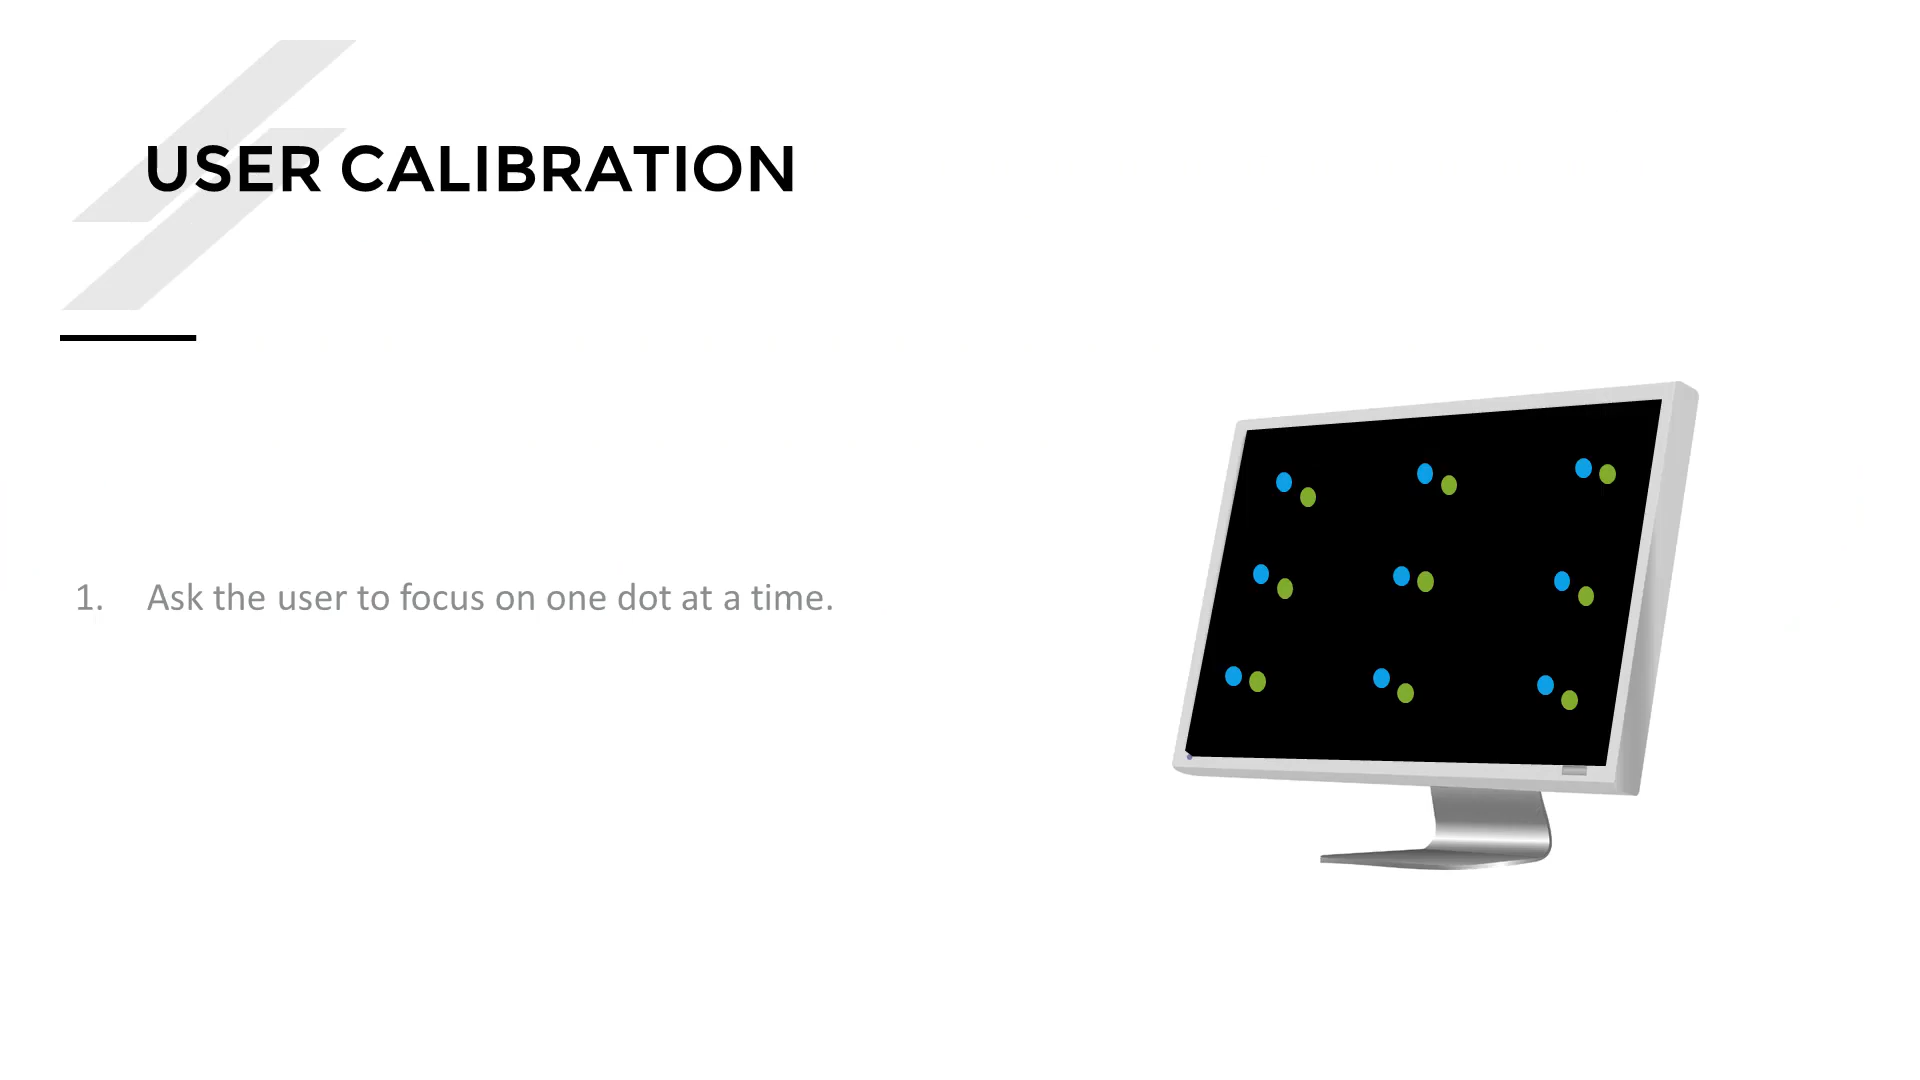 USER CALIBRATION
1. Ask the user to focus on one dot at a time.